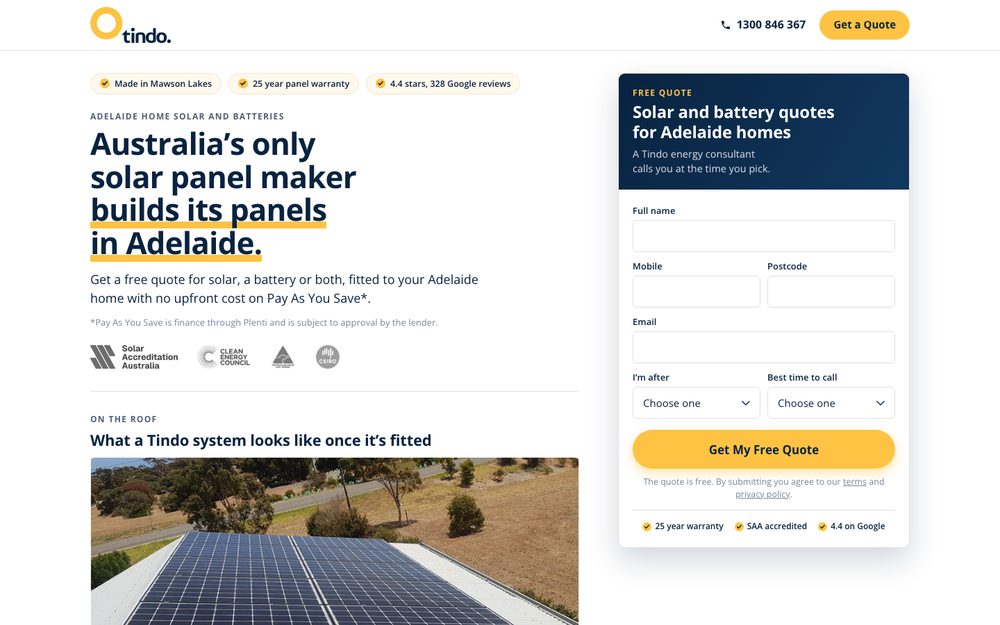 tindo.
1300 846 367
Get a Quote
Made in Mawson Lakes
25 year panel warranty
4.4 stars, 328 Google reviews
ADELAIDE HOME SOLAR AND BATTERIES
Australia’s only
solar panel maker
builds its panels
in Adelaide.
Get a free quote for solar, a battery or both, fitted to your Adelaide
home with no upfront cost on Pay As You Save*.
*Pay As You Save is finance through Plenti and is subject to approval by the lender.
Solar
Accreditation
Australia
CLEAN
ENERGY
COUNCIL
CSIRO
ON THE ROOF
What a Tindo system looks like once it’s fitted
FREE QUOTE
Solar and battery quotes
for Adelaide homes
A Tindo energy consultant
calls you at the time you pick.
Full name
Mobile
Postcode
Email
I’m after
Best time to call
Choose one
Choose one
Get My Free Quote
The quote is free. By submitting you agree to our terms and
privacy policy.
25 year warranty
SAA accredited
4.4 on Google